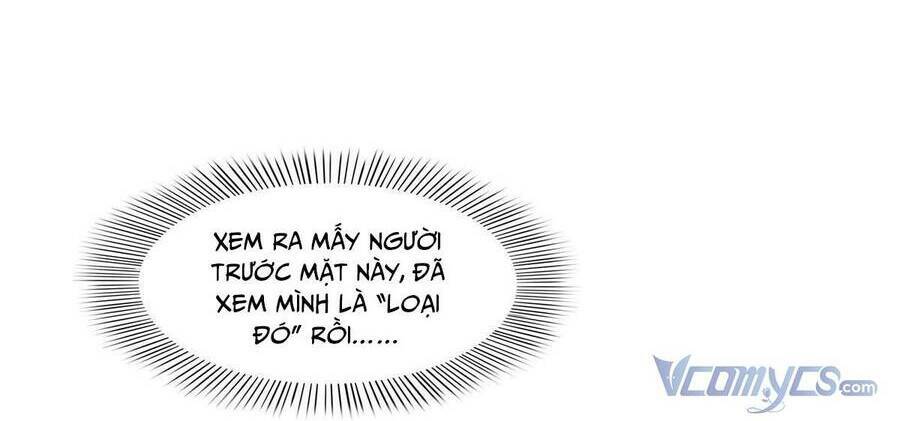 XEM RA MẤY NGƯỜI
TRƯỚC MẶT NÀY, ĐÃ
XEM MÌNH LÀ "LOẠI
ĐÓ" RỒI......
VCOMYCS.com